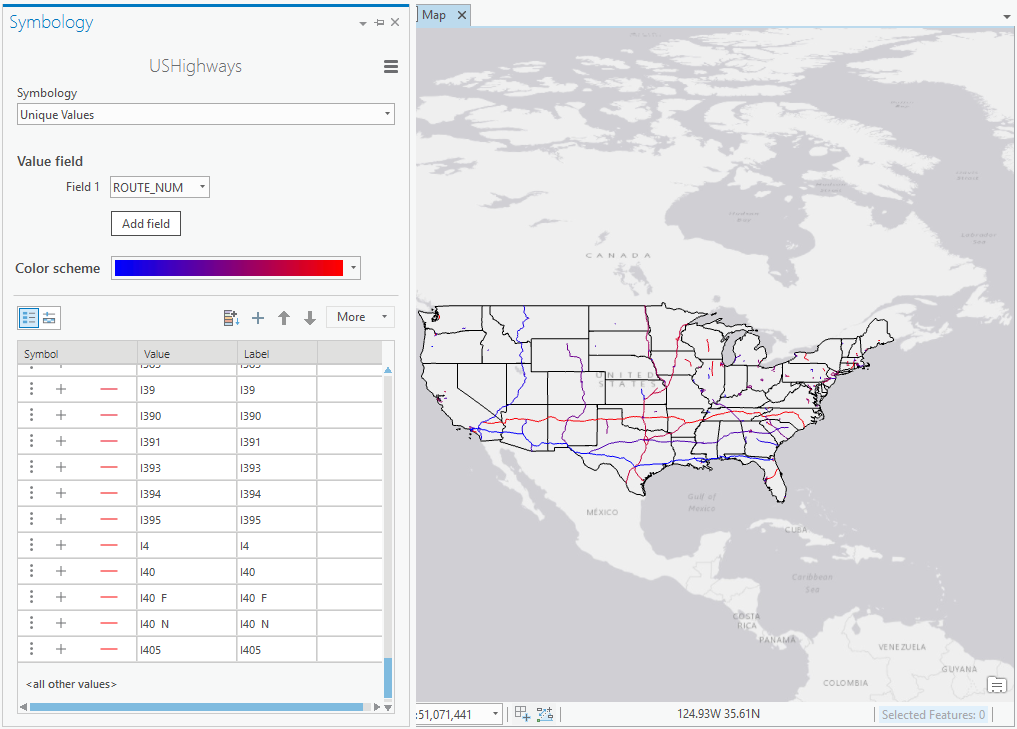 Symbology
Map
USHighways
Symbology
Unique Values
Value field
Field 1 ROUTE_NUM
Add field
Color scheme
More
Symbol Value Label
I39 I39
I390 I390
I391 I391
I393 I393
I394 I394
I395 I395
I4 I4
I40 I40
I40 F I40 F
I40 N I40 N
I405 I405
<all other values>
CANADA
UNITED
STATES
Gulf of
Mexico
MÉXICO
CUBA
Caribbean
Sea
COSTA
RICA
PANAMA
VENEZUELA
GUYANA
COLOMBIA
:51,071,441
124.93W 35.61N
Selected Features: 0